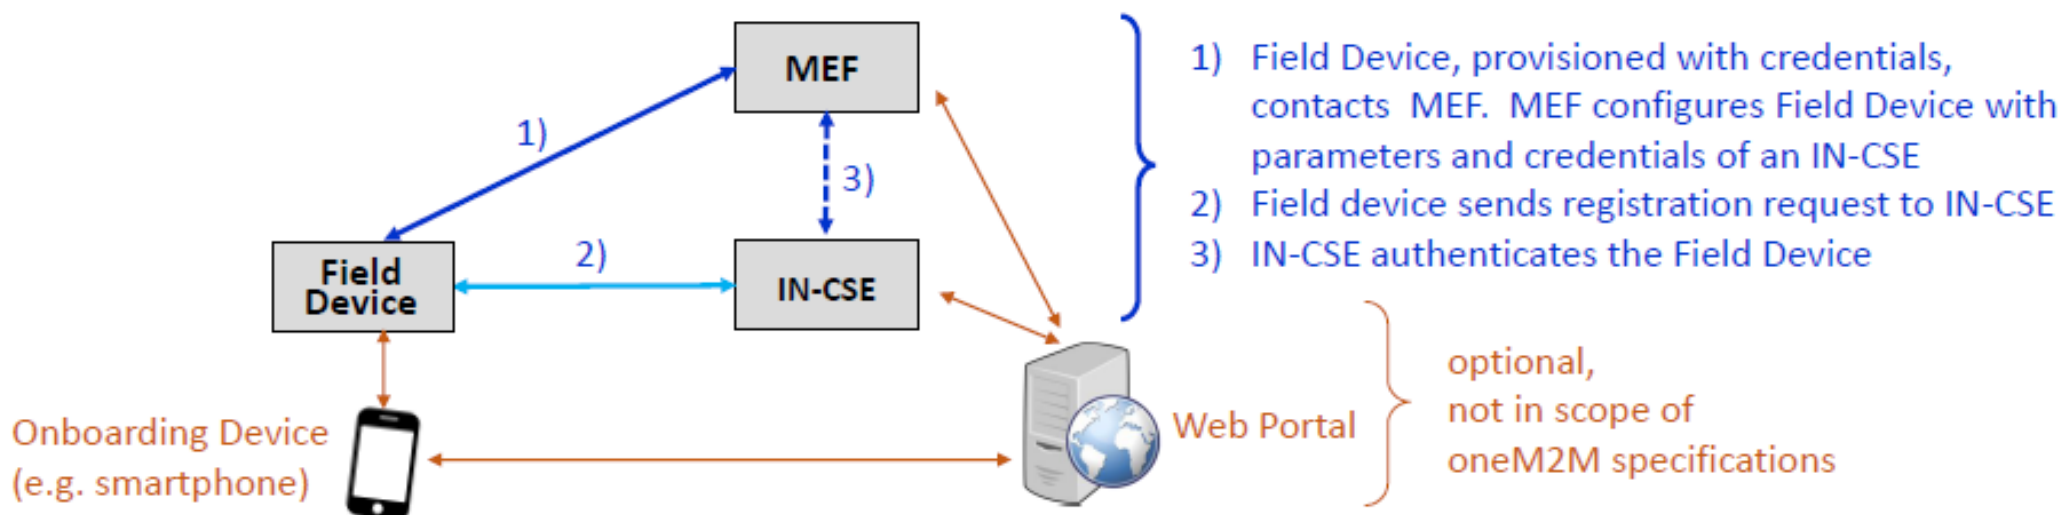 MEF
1)
3)
2)
Field
Device
IN-CSE
Onboarding Device
(e.g. smartphone)
Web Portal
1) Field Device, provisioned with credentials,
contacts MEF. MEF configures Field Device with
parameters and credentials of an IN-CSE
2) Field device sends registration request to IN-CSE
3) IN-CSE authenticates the Field Device
optional,
not in scope of
oneM2M specifications